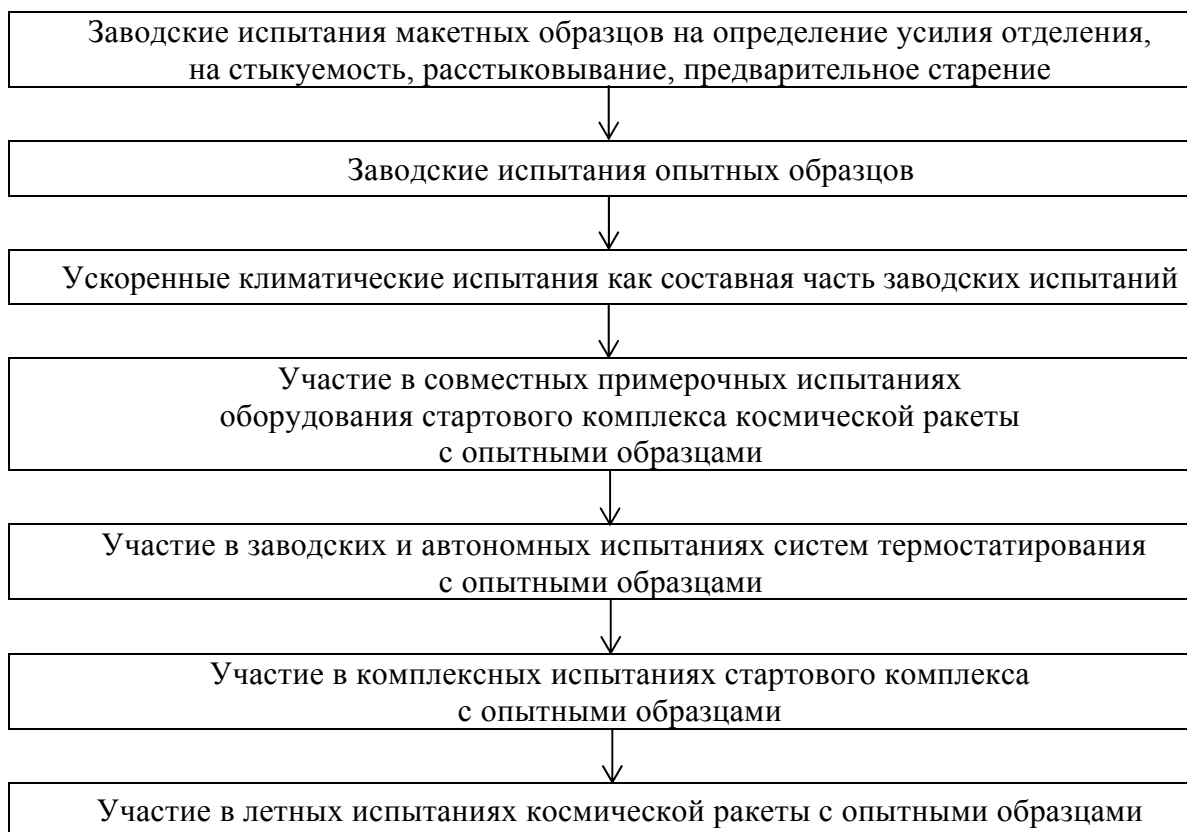 Заводские испытания макетных образцов на определение усилия отделения,
на стыкуемость, расстыковывание, предварительное старение
Заводские испытания опытных образцов
Ускоренные климатические испытания как составная часть заводских испытаний
Участие в совместных примерочных испытаниях
оборудования стартового комплекса космической ракеты
с опытными образцами
Участие в заводских и автономных испытаниях систем термостатирования
с опытными образцами
Участие в комплексных испытаниях стартового комплекса
с опытными образцами
Участие в летных испытаниях космической ракеты с опытными образцами